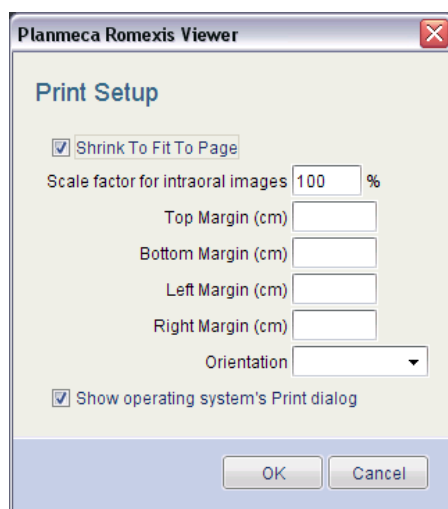 Planmeca Romexis Viewer
Print Setup
Shrink To Fit To Page
Scale factor for intraoral images 100 %
Top Margin (cm)
Bottom Margin (cm)
Left Margin (cm)
Right Margin (cm)
Orientation
Show operating system's Print dialog
OK Cancel